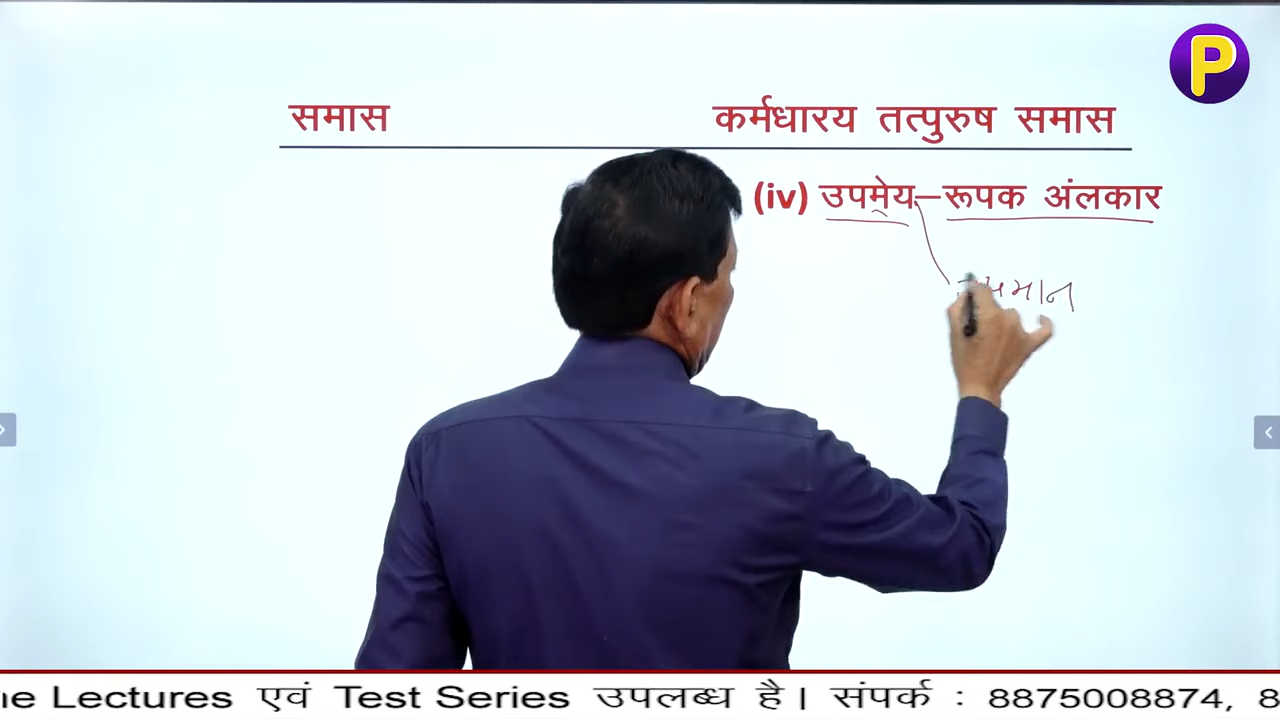 P
समास
कर्मधारय तत्पुरुष समास
(iv) उपमेय–रूपक अंलकार
ne Lectures एवं Test Series उपलब्ध है। संपर्क : 8875008874, 8